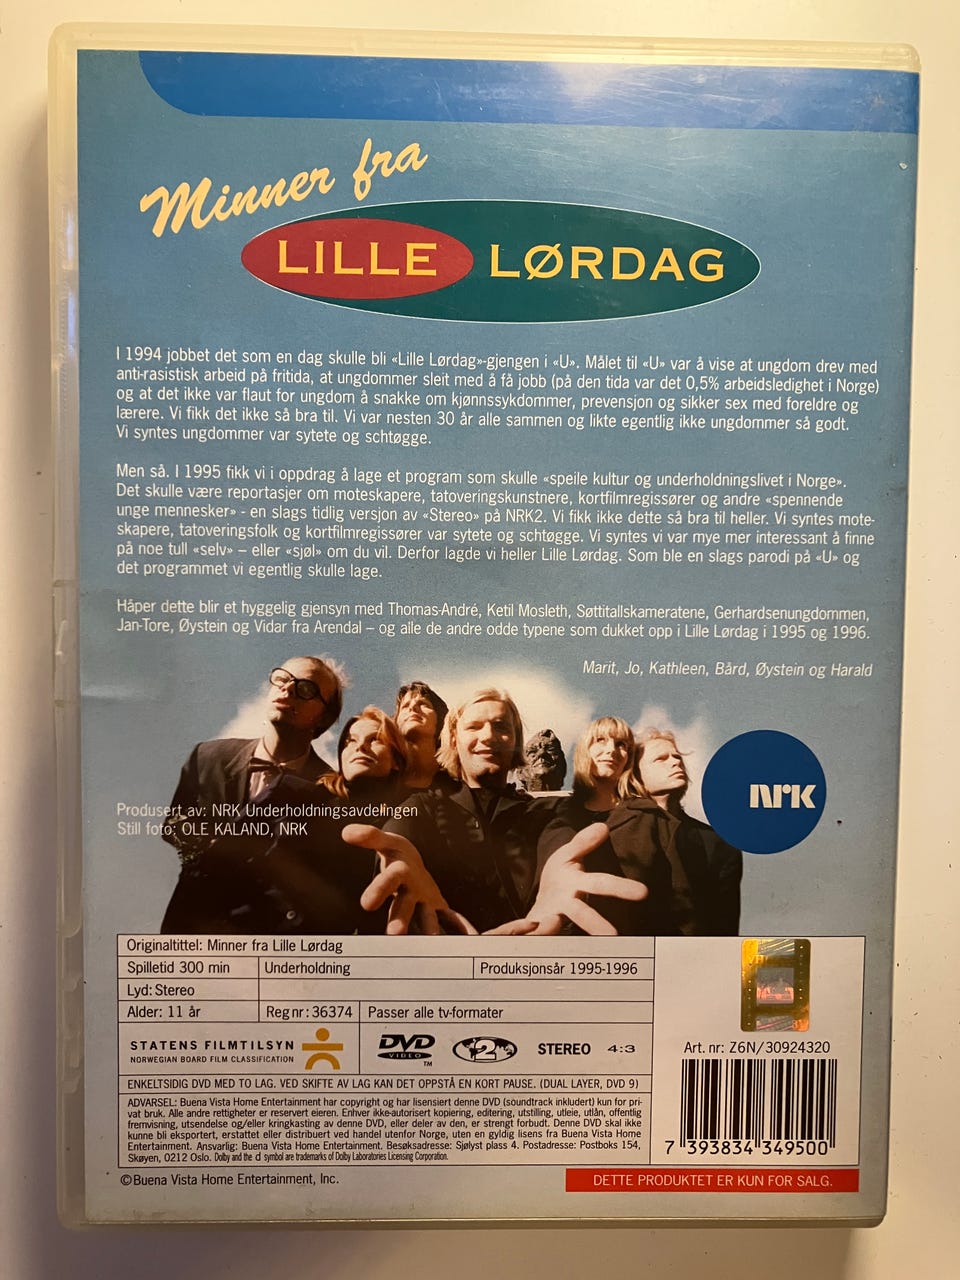 Minner fra
LILLE LØRDAG
I 1994 jobbet det som en dag skulle bli «Lille Lørdag»-gjengen i «U». Målet til «U» var å vise at ungdom drev med
anti-rasistisk arbeid på fritida, at ungdommer sleit med å få jobb (på den tida var det 0,5% arbeidsledighet i Norge)
og at det ikke var flaut for ungdom å snakke om kjønnssykdommer, prevensjon og sikker sex med foreldre og
lærere. Vi fikk det ikke så bra til. Vi var nesten 30 år alle sammen og likte egentlig ikke ungdommer så godt.
Vi syntes ungdommer var sytete og schtøgge.
Men så. I 1995 fikk vi i oppdrag å lage et program som skulle «speile kultur og underholdningslivet i Norge».
Det skulle være reportasjer om moteskapere, tatoveringskunstnere, kortfilmregissører og andre «spennende
unge mennesker» - en slags tidlig versjon av «Stereo» på NRK2. Vi fikk ikke dette så bra til heller. Vi syntes mote-
skapere, tatoveringsfolk og kortfilmregissører var sytete og schtøgge. Vi syntes vi var mye mer interessant å finne
på noe tull «selv» – eller «sjøl» om du vil. Derfor lagde vi heller Lille Lørdag. Som ble en slags parodi på «U» og
det programmet vi egentlig skulle lage.
Håper dette blir et hyggelig gjensyn med Thomas-André, Ketil Mosleth, Søttitallskameratene, Gerhardsenungdommen,
Jan-Tore, Øystein og Vidar fra Arendal – og alle de andre odde typene som dukket opp i Lille Lørdag i 1995 og 1996.
Marit, Jo, Kathleen, Bård, Øystein og Harald
NRK
Produsert av: NRK Underholdningsavdelingen
Still foto: OLE KALAND, NRK
Originaltittel: Minner fra Lille Lørdag
Spilletid 300 min Underholdning Produksjonsår 1995-1996
Lyd: Stereo
Alder: 11 år Reg nr: 36374 Passer alle tv-formater
STATENS FILMTILSYN
NORWEGIAN BOARD FILM CLASSIFICATION
DVD VIDEO TM 2 STEREO 4:3
ENKELTSIDIG DVD MED TO LAG. VED SKIFTE AV LAG KAN DET OPPSTÅ EN KORT PAUSE. (DUAL LAYER, DVD 9)
ADVARSEL: Buena Vista Home Entertainment har copyright og har lisensiert denne DVD (soundtrack inkludert) kun for pri-
vat bruk. Alle andre rettigheter er reservert eieren. Enhver ikke-autorisert kopiering, editering, utstilling, utleie, utlån, offentlig
fremvisning, utsendelse og/eller kringkasting av denne DVD, eller deler av den, er strengt forbudt. Denne DVD skal ikke
kunne bli eksportert, erstattet eller distribuert ved handel utenfor Norge, uten en gyldig lisens fra Buena Vista Home
Entertainment. Ansvarlig: Buena Vista Home Entertainment. Besøksadresse: Sjølyst plass 4. Postadresse: Postboks 154,
Skøyen, 0212 Oslo. Dolby and the d symbol are trademarks of Dolby Laboratories Licensing Corporation.
Art. nr: Z6N/30924320
7 393834 349500
©Buena Vista Home Entertainment, Inc.
DETTE PRODUKTET ER KUN FOR SALG.